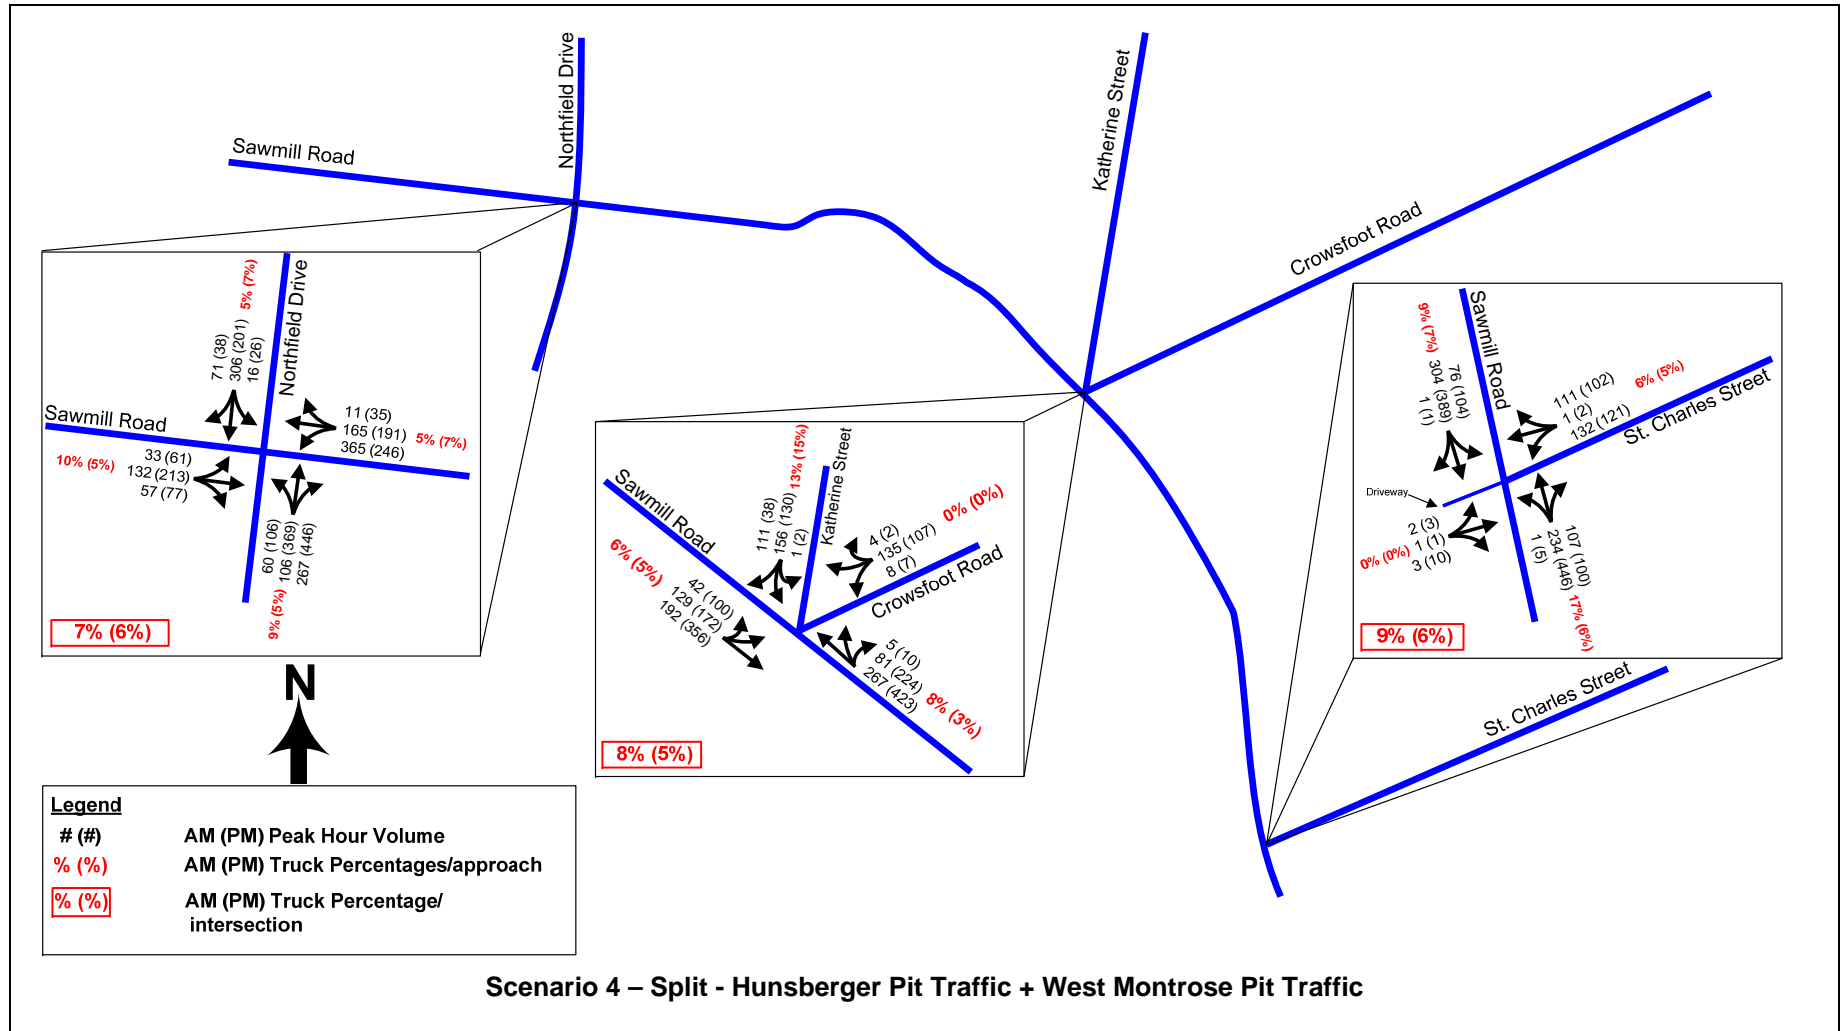 Northfield Drive
Sawmill Road
Katherine Street
Crowsfoot Road
St. Charles Street
5% (7%)
Northfield Drive
71 (38)
306 (201)
16 (26)
Sawmill Road
11 (35)
165 (191)
365 (246)
5% (7%)
10% (5%)
33 (61)
132 (213)
57 (77)
60 (106)
106 (369)
267 (446)
9% (5%)
7% (6%)
Sawmill Road
6% (5%)
13% (15%)
Katherine Street
111 (38)
156 (130)
1 (2)
0% (0%)
4 (2)
135 (107)
8 (7)
Crowsfoot Road
42 (100)
129 (172)
192 (356)
5 (10)
81 (224)
267 (423)
8% (3%)
8% (5%)
Sawmill Road
9% (7%)
76 (104)
304 (389)
1 (1)
111 (102)
1 (2)
132 (121)
6% (5%)
St. Charles Street
Driveway
2 (3)
1 (1)
3 (10)
0% (0%)
107 (100)
234 (446)
1 (5)
17% (6%)
9% (6%)
N
Legend
# (#) AM (PM) Peak Hour Volume
% (%) AM (PM) Truck Percentages/approach
% (%) AM (PM) Truck Percentage/
intersection
Scenario 4 – Split - Hunsberger Pit Traffic + West Montrose Pit Traffic